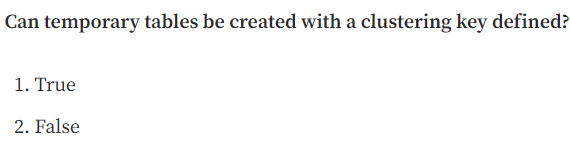 Can temporary tables be created with a clustering key defined?
1. True
2. False